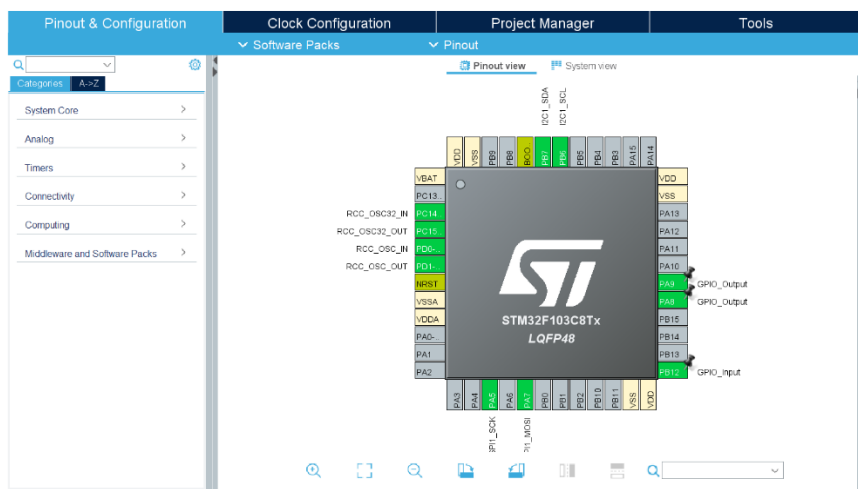 Pinout & Configuration
Clock Configuration
Project Manager
Tools
Software Packs
Pinout
Pinout view
System view
Categories
A->Z
System Core
Analog
Timers
Connectivity
Computing
Middleware and Software Packs
I2C1_SDA
I2C1_SCL
VDD
VSS
PB9
PB8
BOO..
PB7
PB6
PB5
PB4
PB3
PA15
PA14
VBAT
PC13..
RCC_OSC32_IN PC14..
RCC_OSC32_OUT PC15..
RCC_OSC_IN PD0-..
RCC_OSC_OUT PD1-..
NRST
VSSA
VDDA
PA0-..
PA1
PA2
VDD
VSS
PA13
PA12
PA11
PA10
PA9 GPIO_Output
PA8 GPIO_Output
PB15
PB14
PB13
PB12 GPIO_Input
STM32F103C8Tx
LQFP48
PA3
PA4
PA5
PA6
PA7
PB0
PB1
PB2
PB10
PB11
VSS
VDD
PI1_SCK
PI1_MOSI